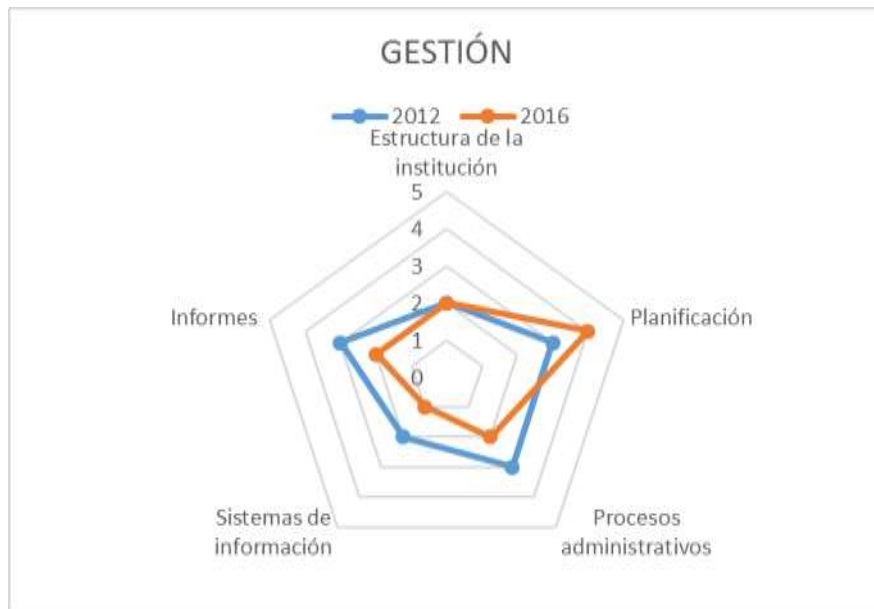 GESTIÓN
2012 2016
Estructura de la
institución
5
4
3
2
1
0
Informes
Planificación
Sistemas de
información
Procesos
administrativos